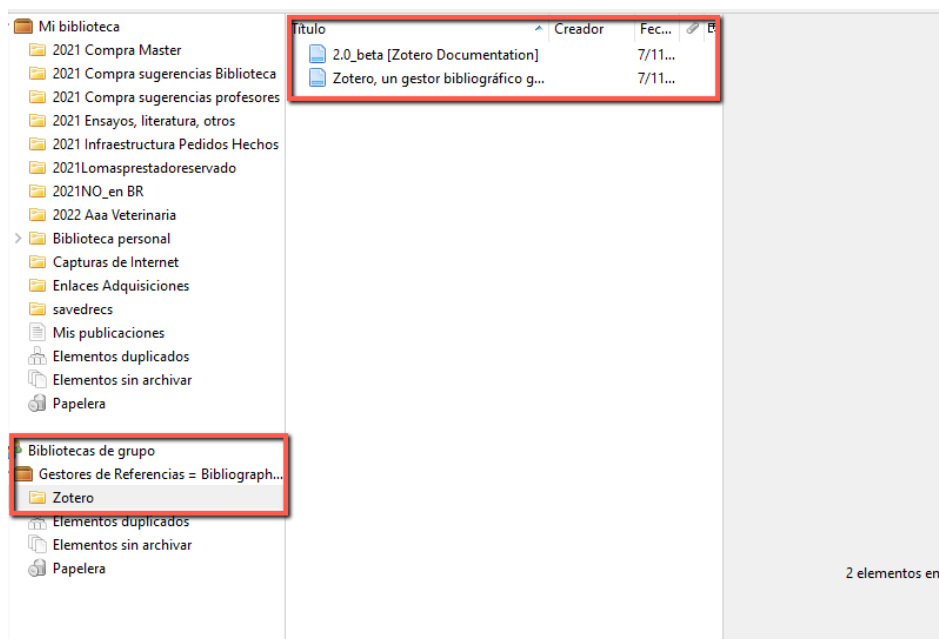 Mi biblioteca
2021 Compra Master
2021 Compra sugerencias Biblioteca
2021 Compra sugerencias profesores
2021 Ensayos, literatura, otros
2021 Infraestructura Pedidos Hechos
2021Lomasprestadoreservado
2021NO_en BR
2022 Aaa Veterinaria
Biblioteca personal
Capturas de Internet
Enlaces Adquisiciones
savedrecs
Mis publicaciones
Elementos duplicados
Elementos sin archivar
Papelera
Bibliotecas de grupo
Gestores de Referencias = Bibliograph...
Zotero
Elementos duplicados
Elementos sin archivar
Papelera
Título Creador Fec...
2.0_beta [Zotero Documentation] 7/11...
Zotero, un gestor bibliográfico g... 7/11...
2 elementos en